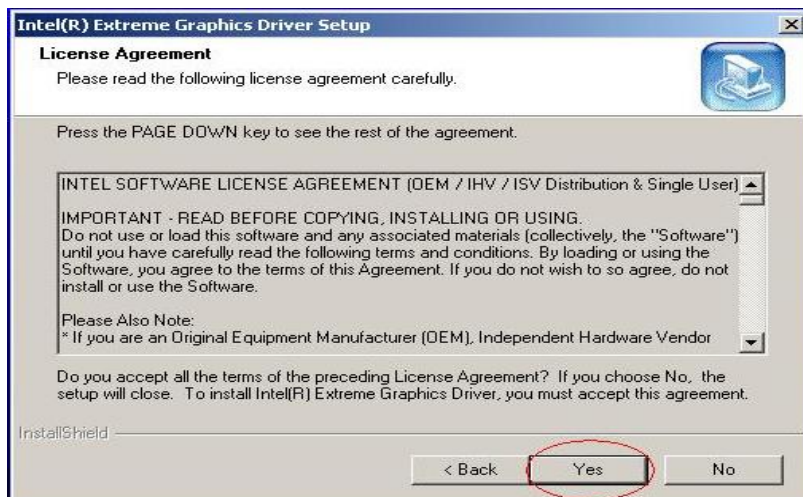 Intel(R) Extreme Graphics Driver Setup
License Agreement
Please read the following license agreement carefully.
Press the PAGE DOWN key to see the rest of the agreement.
INTEL SOFTWARE LICENSE AGREEMENT (OEM / IHV / ISV Distribution & Single User)
IMPORTANT - READ BEFORE COPYING, INSTALLING OR USING.
Do not use or load this software and any associated materials (collectively, the "Software")
until you have carefully read the following terms and conditions. By loading or using the
Software, you agree to the terms of this Agreement. If you do not wish to so agree, do not
install or use the Software.
Please Also Note:
* If you are an Original Equipment Manufacturer (OEM), Independent Hardware Vendor
Do you accept all the terms of the preceding License Agreement? If you choose No, the
setup will close. To install Intel(R) Extreme Graphics Driver, you must accept this agreement.
InstallShield
< Back Yes No